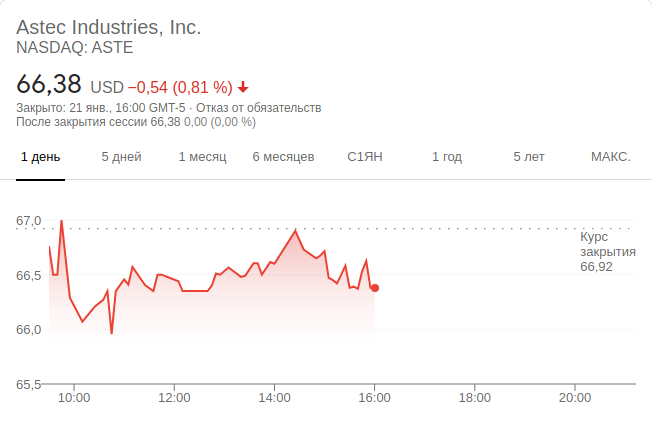 Astec Industries, Inc.
NASDAQ: ASTE
66,38 USD −0,54 (0,81 %)
Закрыто: 21 янв., 16:00 GMT-5 · Отказ от обязательств
После закрытия сессии 66,38 0,00 (0,00 %)
1 день 5 дней 1 месяц 6 месяцев С1ЯН 1 год 5 лет МАКС.
67,0
Курс
закрытия
66,92
66,5
66,0
65,5
10:00 12:00 14:00 16:00 18:00 20:00